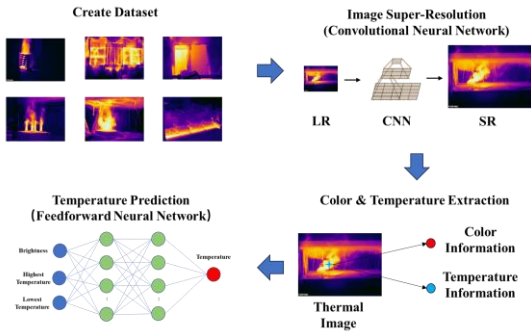 Create Dataset
Image Super-Resolution
(Convolutional Neural Network)
LR
CNN
SR
Temperature Prediction
(Feedforward Neural Network)
Brightness
Highest
Temperature
Lowest
Temperature
Temperature
Color & Temperature Extraction
Color
Information
Temperature
Information
Thermal
Image